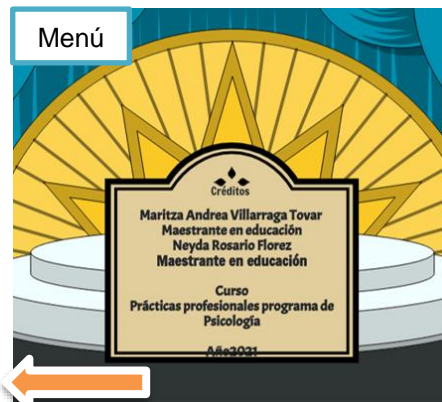 Menú
Créditos
Maritza Andrea Villarraga Tovar
Maestrante en educación
Neyda Rosario Florez
Maestrante en educación
Curso
Prácticas profesionales programa de
Psicología
Año2021